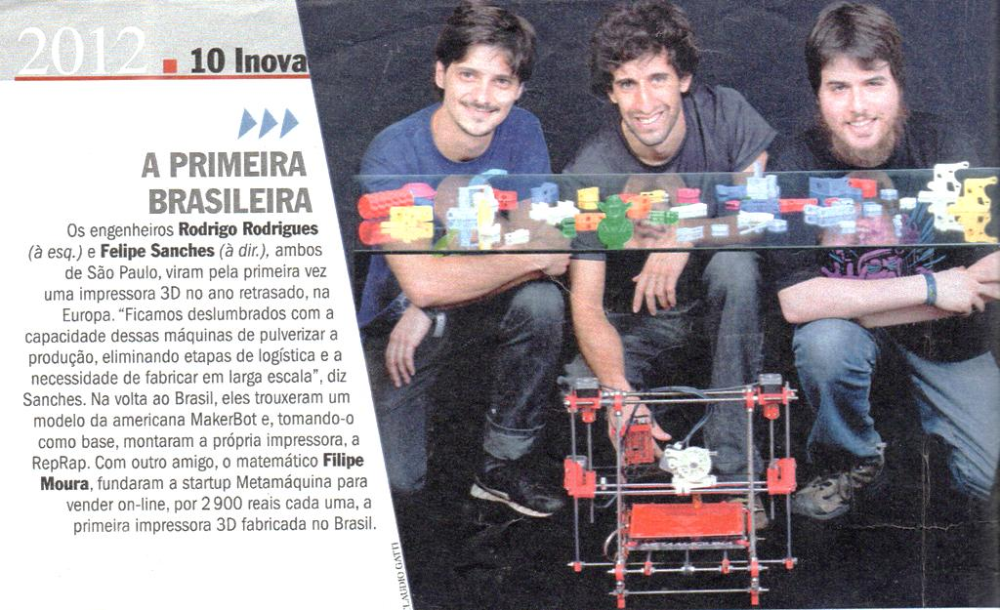 2012 ■ 10 Inova
A PRIMEIRA
BRASILEIRA
Os engenheiros Rodrigo Rodrigues
(à esq.) e Felipe Sanches (à dir.), ambos
de São Paulo, viram pela primeira vez
uma impressora 3D no ano retrasado, na
Europa. “Ficamos deslumbrados com a
capacidade dessas máquinas de pulverizar a
produção, eliminando etapas de logística e a
necessidade de fabricar em larga escala”, diz
Sanches. Na volta ao Brasil, eles trouxeram um
modelo da americana MakerBot e, tomando-o
como base, montaram a própria impressora, a
RepRap. Com outro amigo, o matemático Filipe
Moura, fundaram a startup Metamáquina para
vender on-line, por 2 900 reais cada uma, a
primeira impressora 3D fabricada no Brasil.
CLAUDIO GATTI